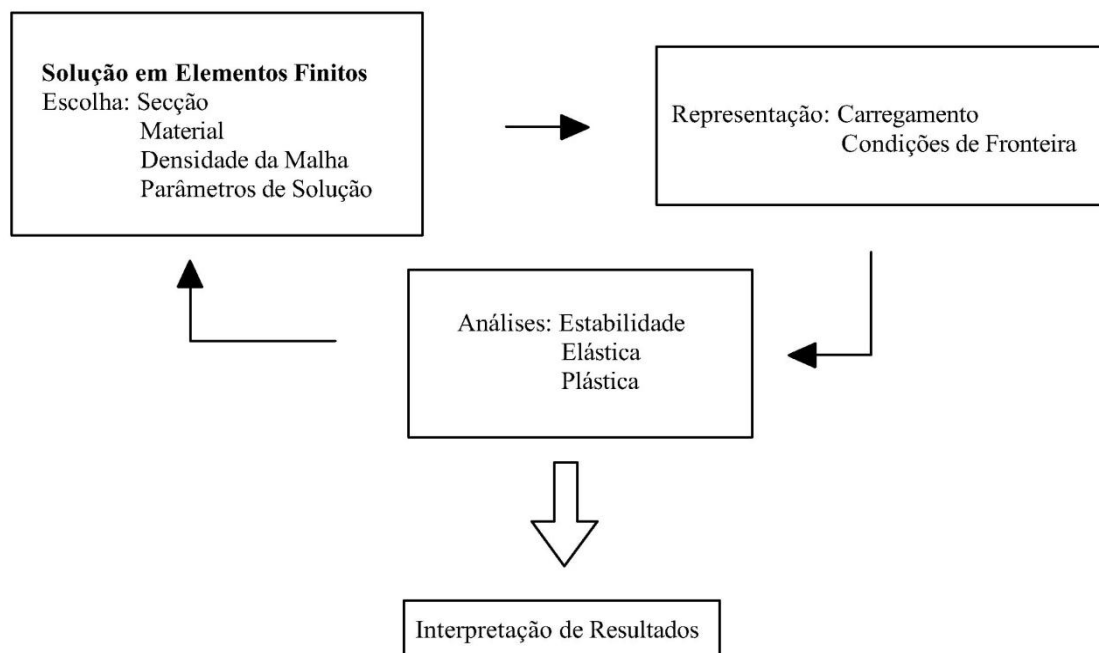 Solução em Elementos Finitos
Escolha: Secção
Material
Densidade da Malha
Parâmetros de Solução
Representação: Carregamento
Condições de Fronteira
Análises: Estabilidade
Elástica
Plástica
Interpretação de Resultados